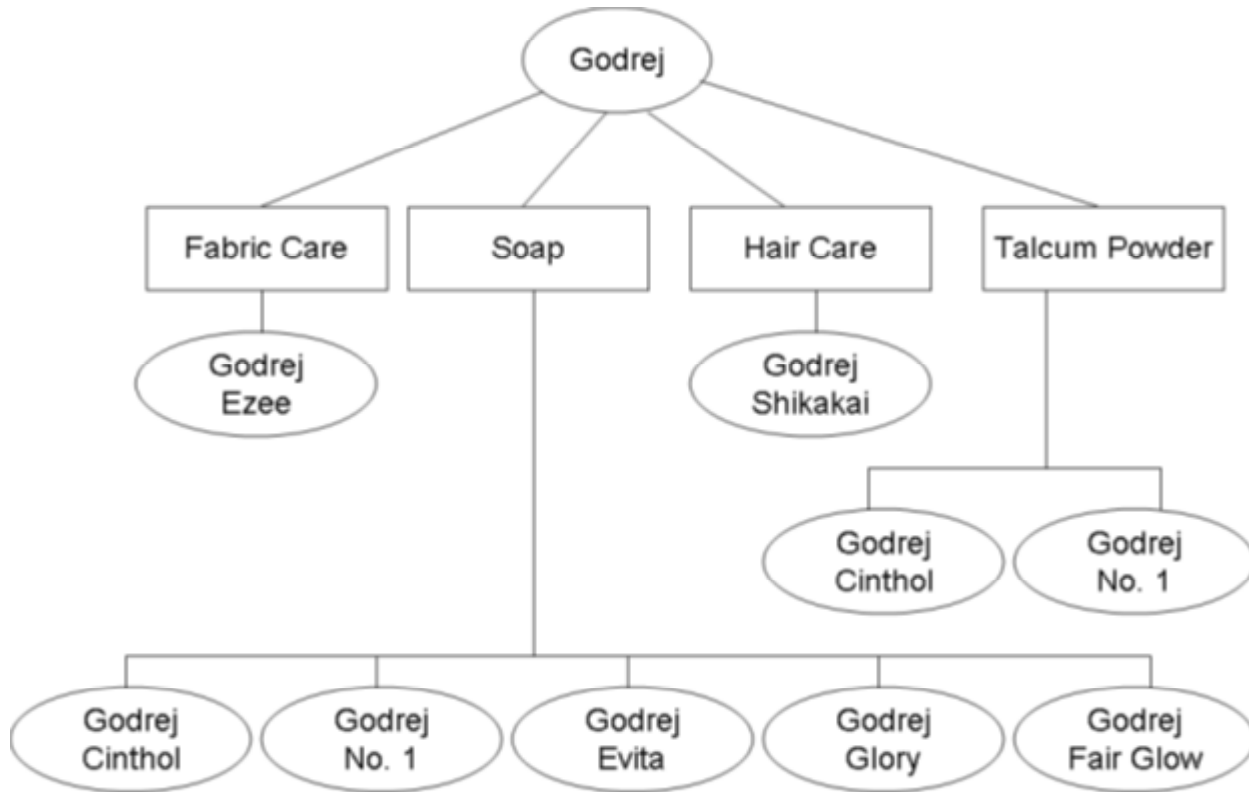 Godrej
Fabric Care
Soap
Hair Care
Talcum Powder
Godrej
Ezee
Godrej
Shikakai
Godrej
Cinthol
Godrej
No. 1
Godrej
Cinthol
Godrej
No. 1
Godrej
Evita
Godrej
Glory
Godrej
Fair Glow